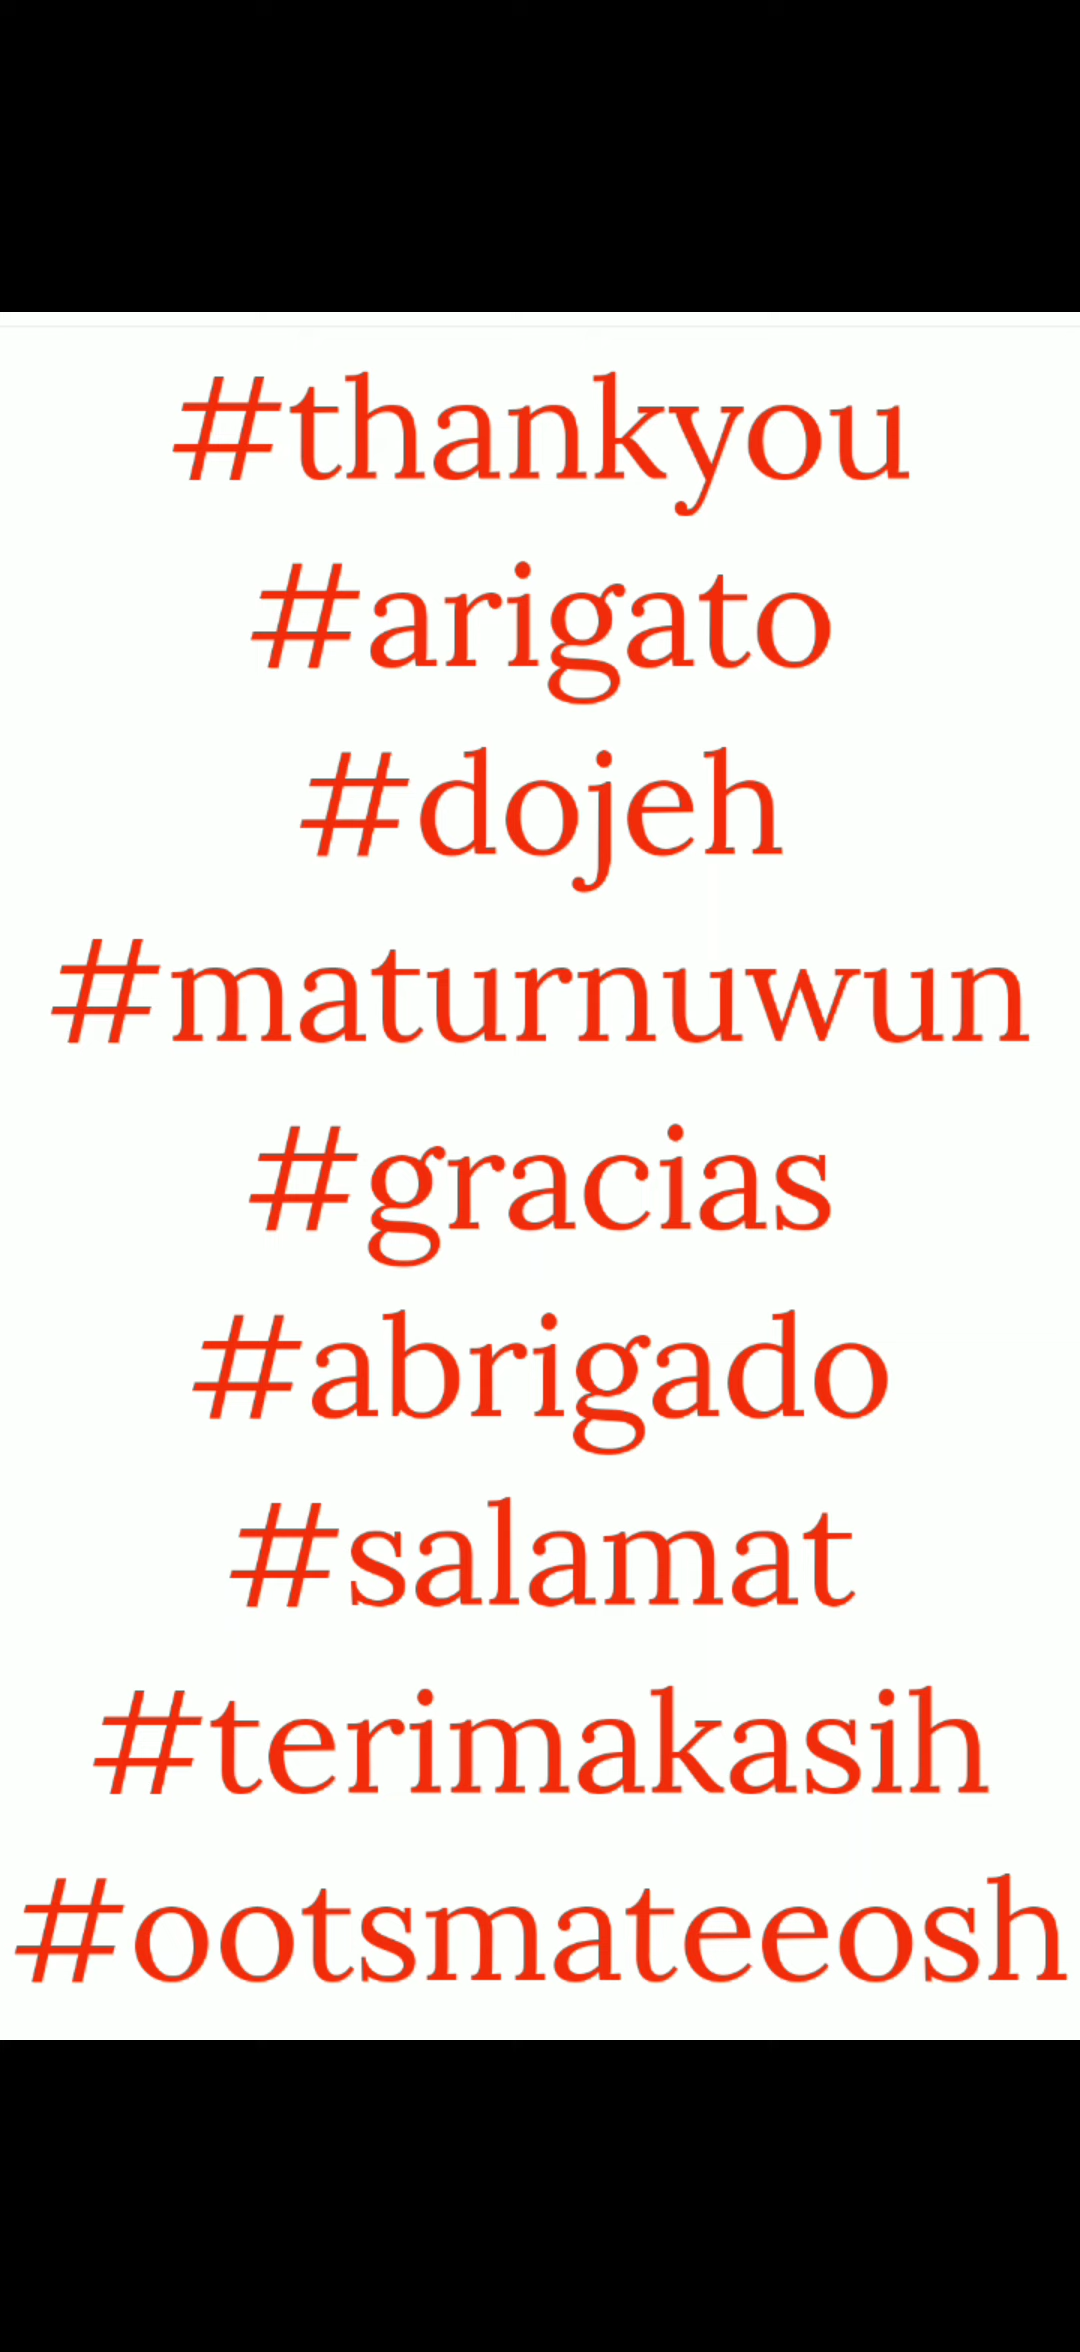 #thankyou
#arigato
#dojeh
#maturnuwun
#gracias
#abrigado
#salamat
#terimakasih
#ootsmateeosh